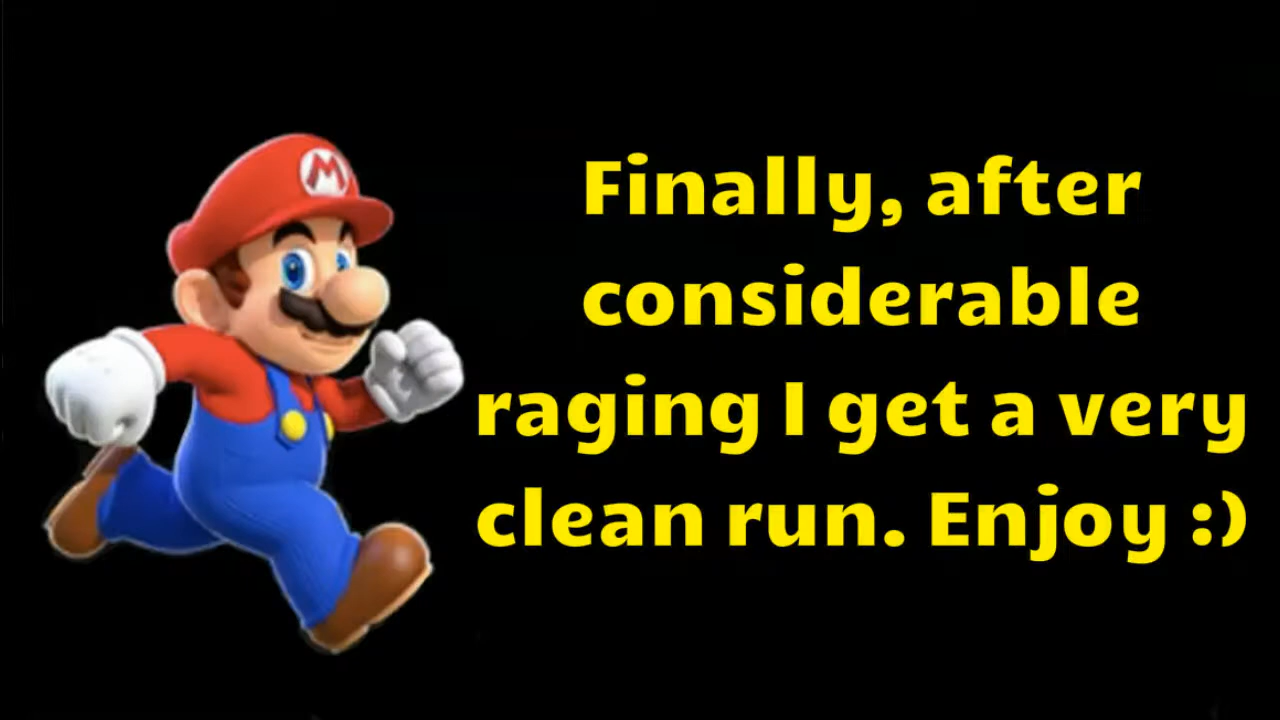 M
Finally, after
considerable
raging I get a very
clean run. Enjoy :)